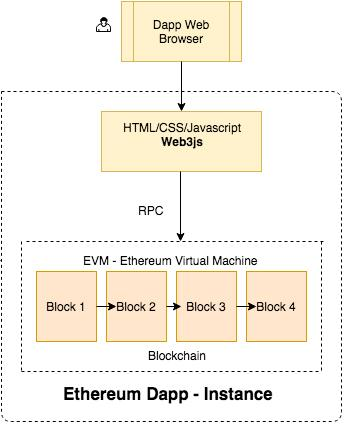 Dapp Web
Browser
HTML/CSS/Javascript
Web3js
RPC
EVM - Ethereum Virtual Machine
Block 1
Block 2
Block 3
Block 4
Blockchain
Ethereum Dapp - Instance